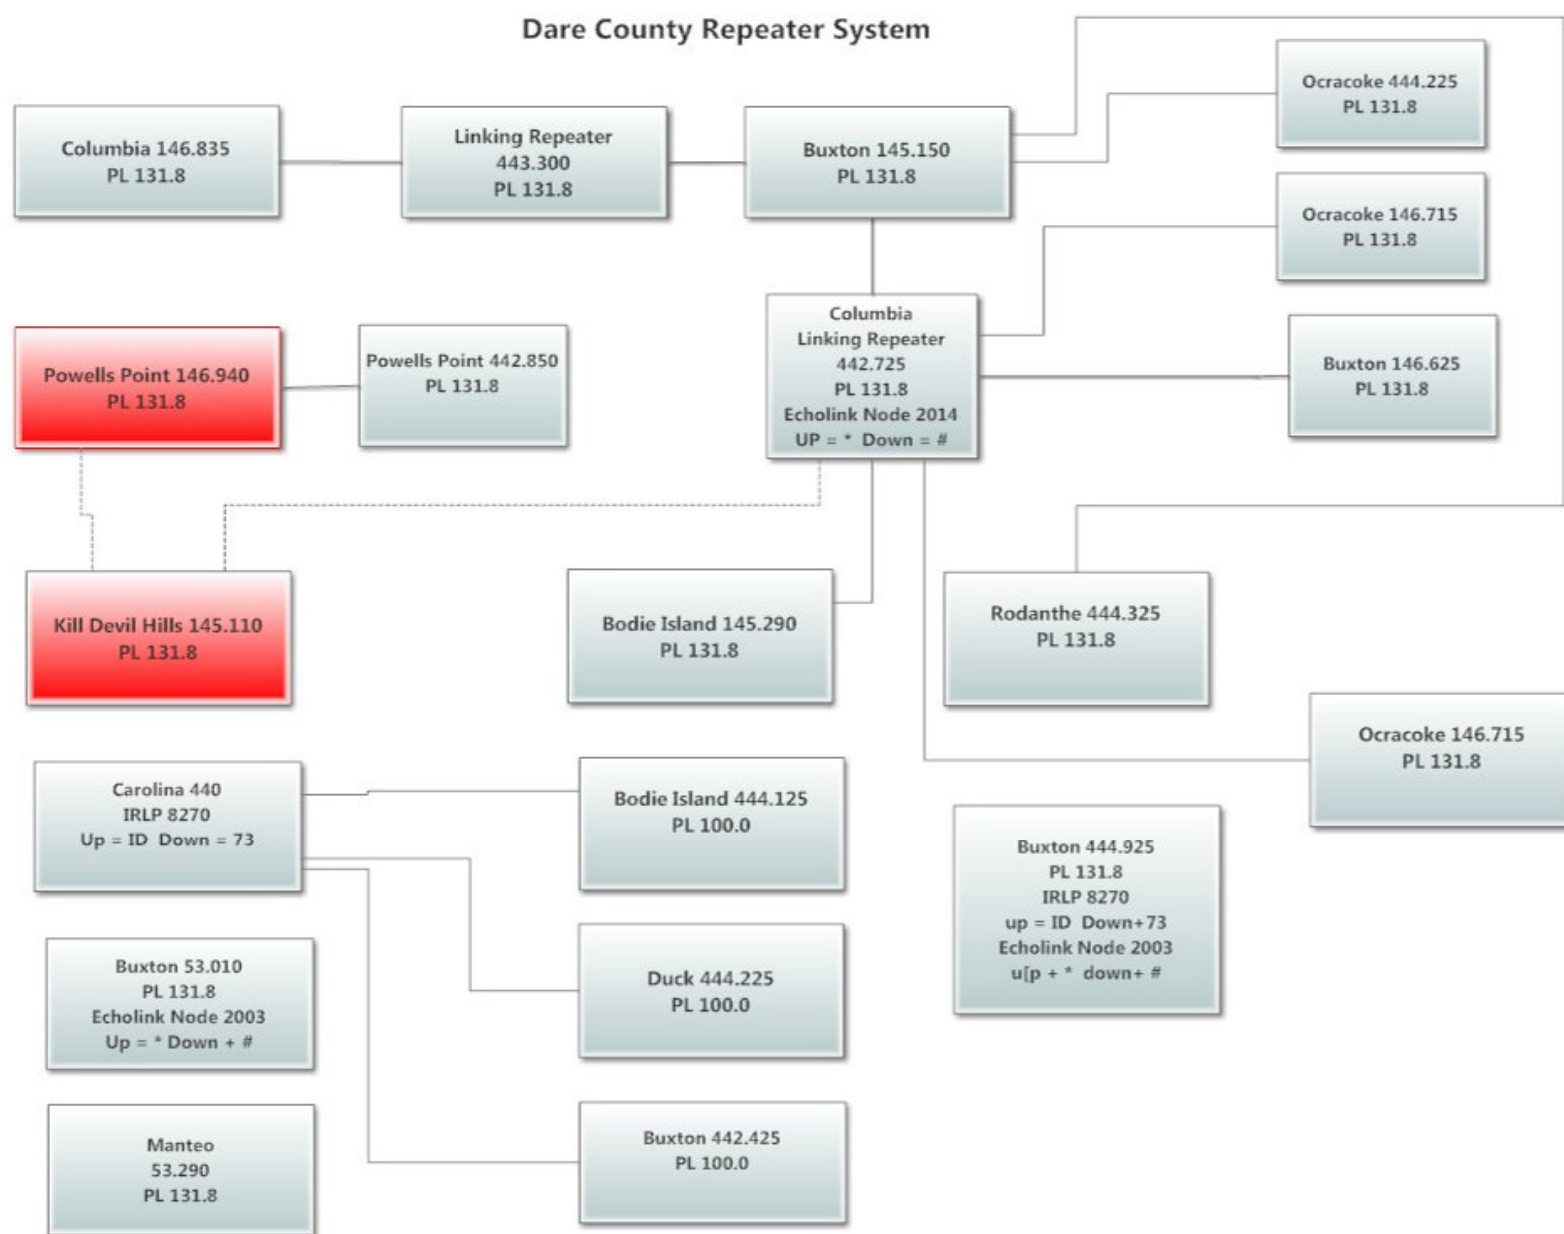 Dare County Repeater System
Columbia 146.835
PL 131.8
Linking Repeater
443.300
PL 131.8
Buxton 145.150
PL 131.8
Ocracoke 444.225
PL 131.8
Ocracoke 146.715
PL 131.8
Powells Point 146.940
PL 131.8
Powells Point 442.850
PL 131.8
Columbia
Linking Repeater
442.725
PL 131.8
Echolink Node 2014
UP = * Down = #
Buxton 146.625
PL 131.8
Kill Devil Hills 145.110
PL 131.8
Bodie Island 145.290
PL 131.8
Rodanthe 444.325
PL 131.8
Ocracoke 146.715
PL 131.8
Carolina 440
IRLP 8270
Up = ID Down = 73
Bodie Island 444.125
PL 100.0
Buxton 444.925
PL 131.8
IRLP 8270
up = ID Down+73
Echolink Node 2003
u[p + * down+ #
Buxton 53.010
PL 131.8
Echolink Node 2003
Up = * Down + #
Duck 444.225
PL 100.0
Manteo
53.290
PL 131.8
Buxton 442.425
PL 100.0